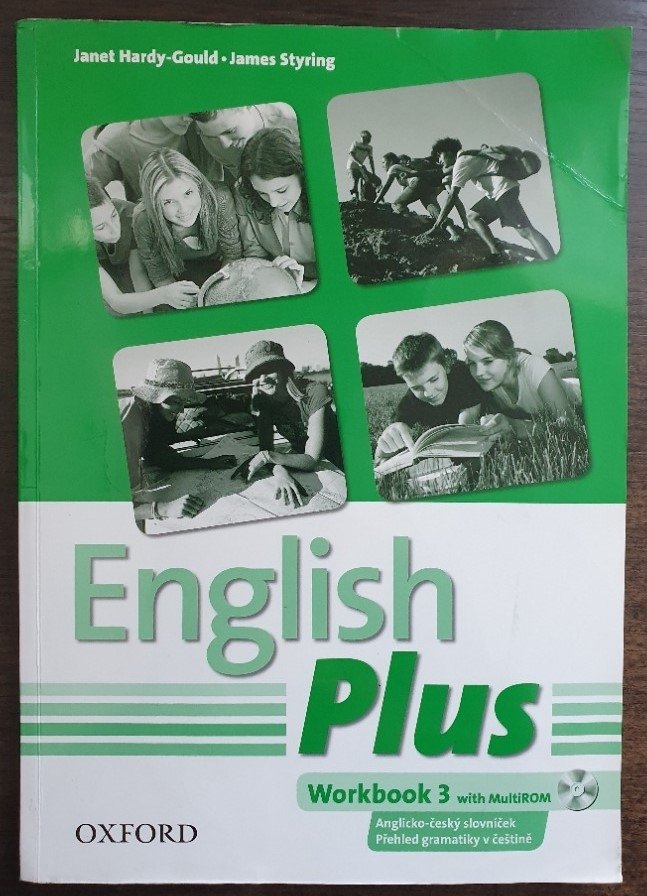 Janet Hardy-Gould • James Styring
English
Plus
Workbook 3 with MultiROM
Anglicko-český slovníček
Přehled gramatiky v češtině
OXFORD